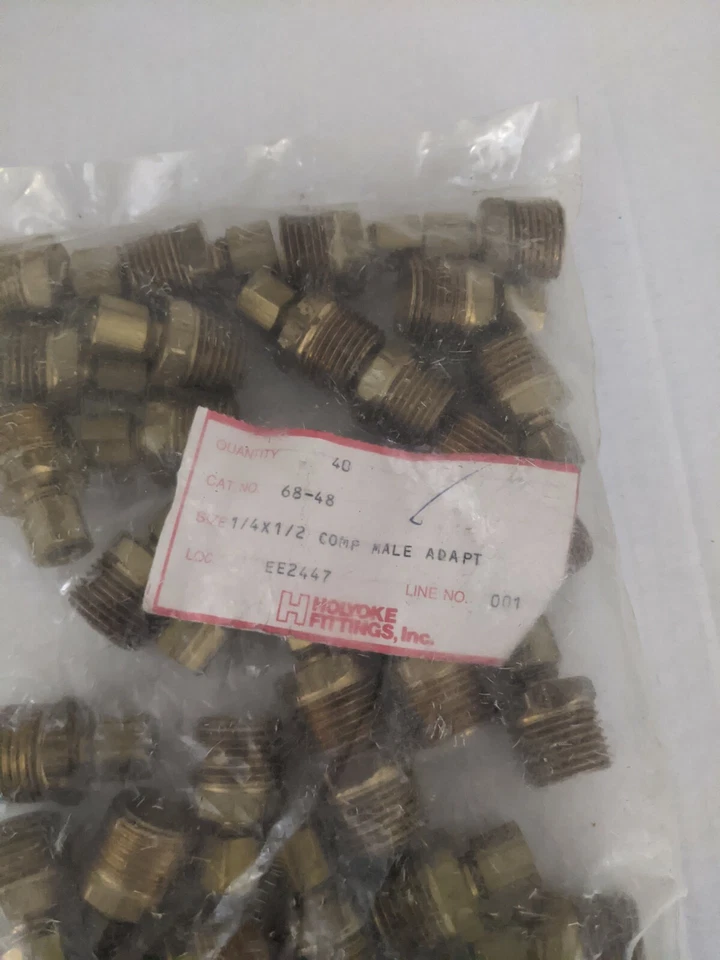 QUANTITY 40
CAT. NO. 68-48
SIZE 1/4X1/2 COMP MALE ADAPT
LOC. EE2447
LINE NO. 001
H HOLYOKE
FITTINGS, Inc.